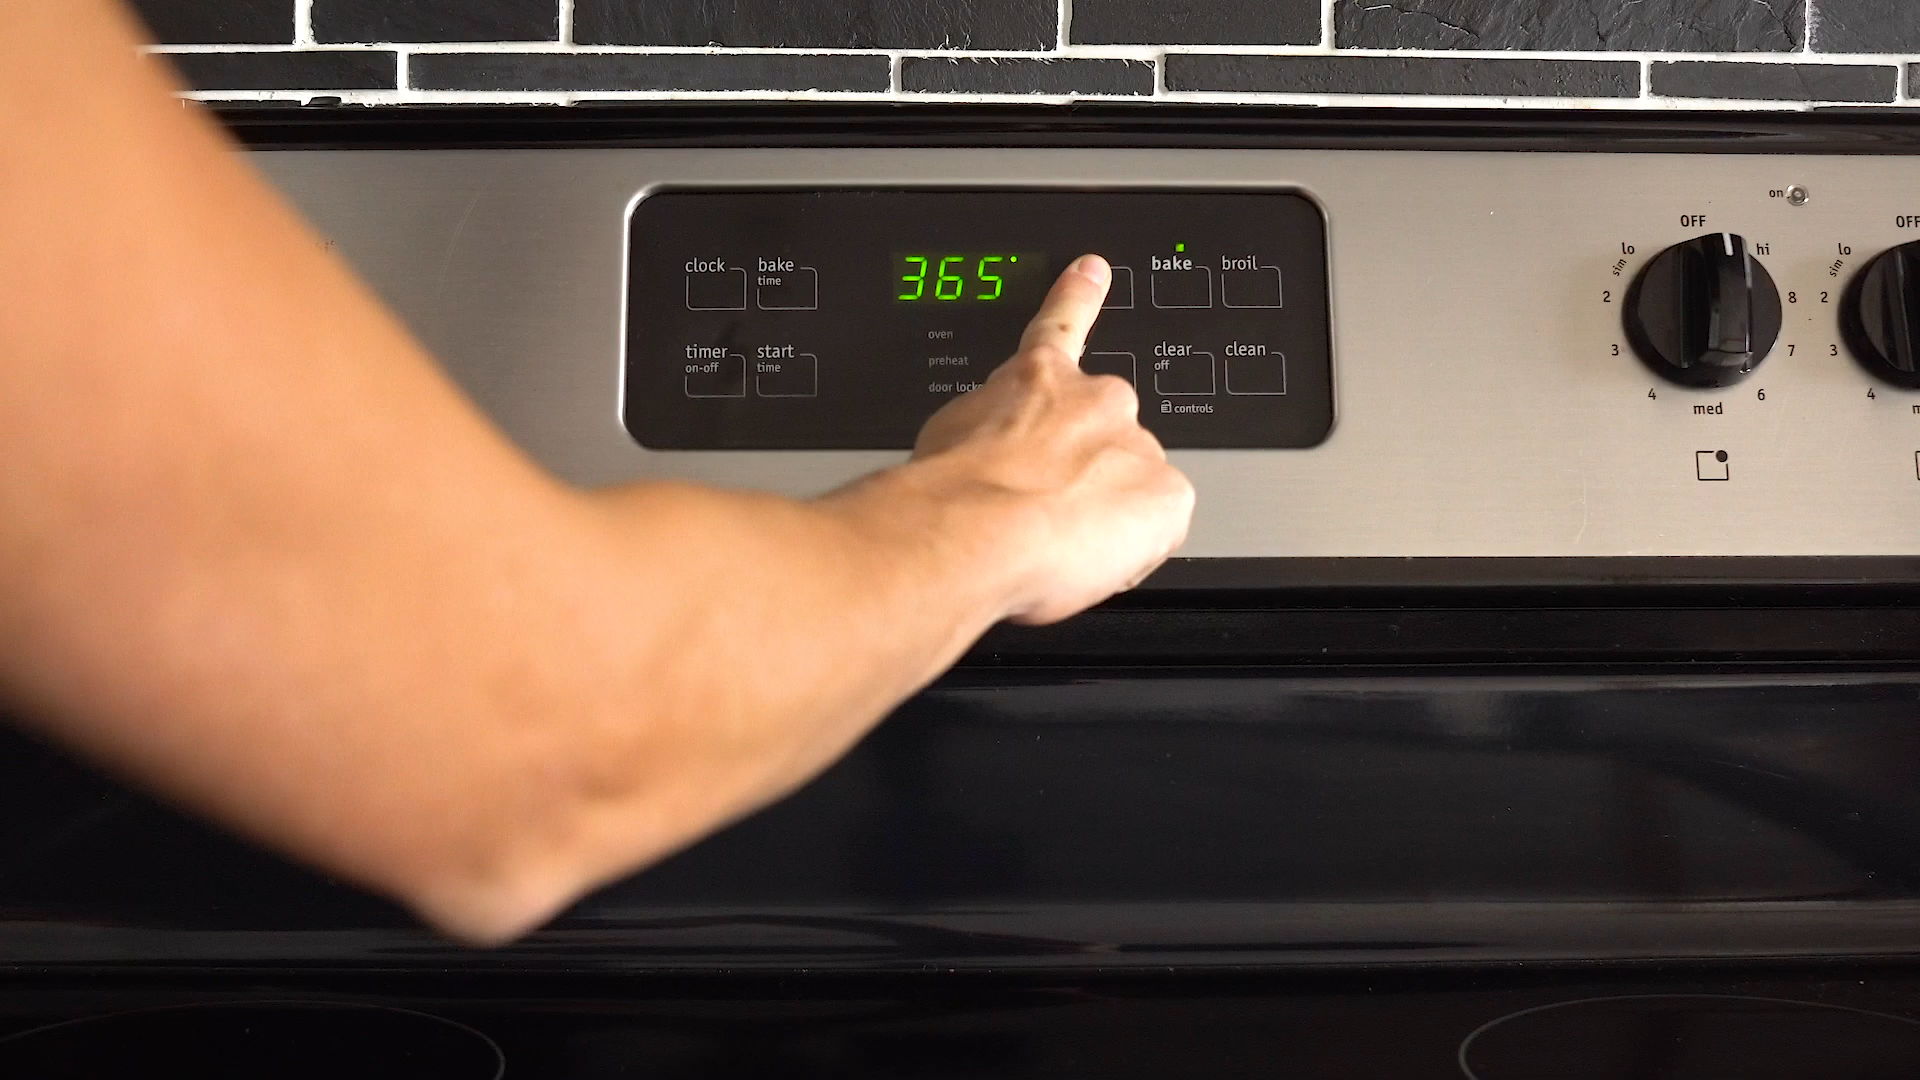 clock
bake
time
365°
bake
broil
timer
on-off
start
time
oven
preheat
door
clear
off
clean
controls
on
OFF
lo
sim
hi
2
8
3
7
4
6
med
OFF
lo
sim
2
3
4